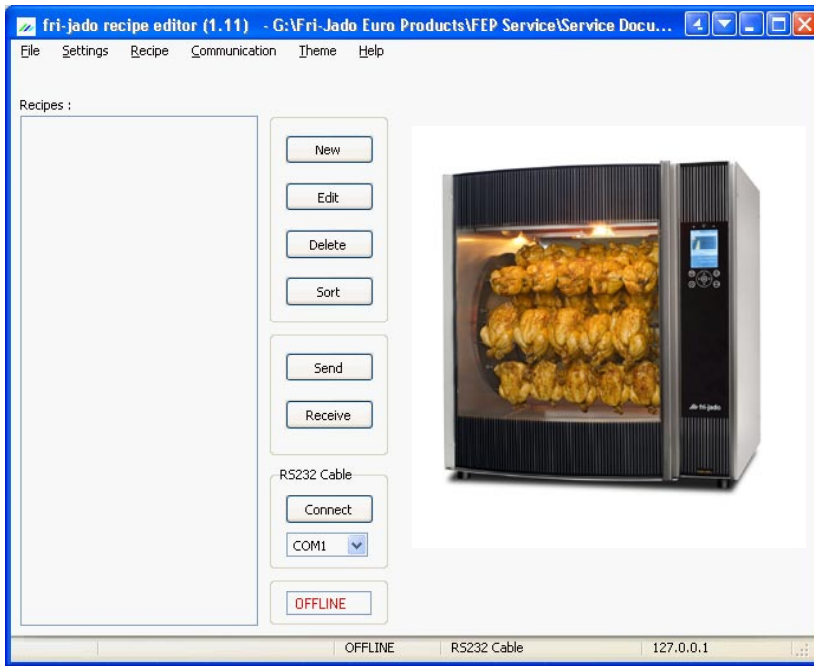 fri-jado recipe editor (1.11) - G:\Fri-Jado Euro Products\FEP Service\Service Docu...
File Settings Recipe Communication Theme Help
Recipes :
New
Edit
Delete
Sort
Send
Receive
RS232 Cable
Connect
COM1
OFFLINE
fri-jado
OFFLINE RS232 Cable 127.0.0.1